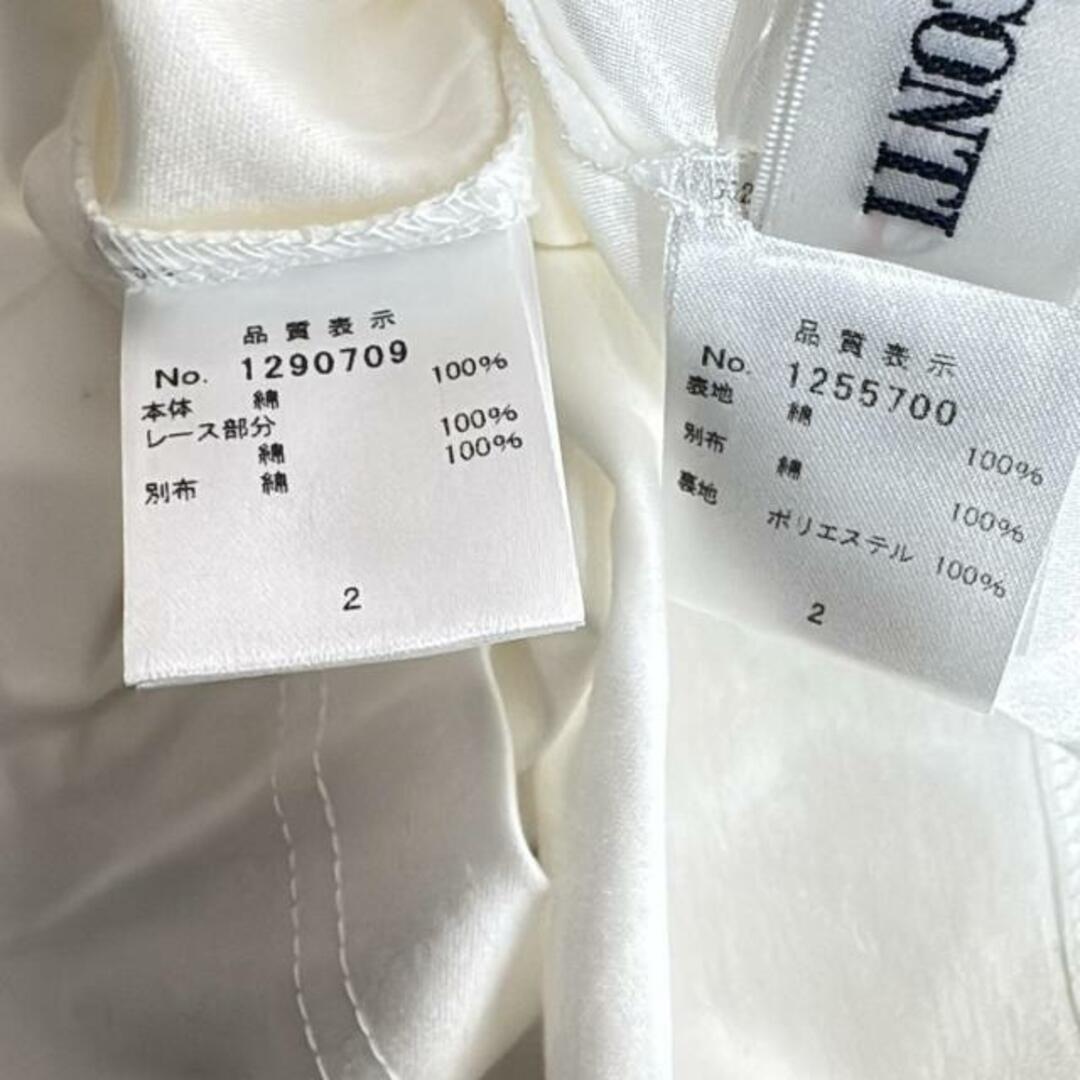 品質表示
No. 1290709
本体 綿 100%
レース部分
綿 100%
別布 綿 100%
2
CONTI
品質表示
No. 1255700
表地 綿 100%
別布 綿 100%
裏地 ポリエステル 100%
2